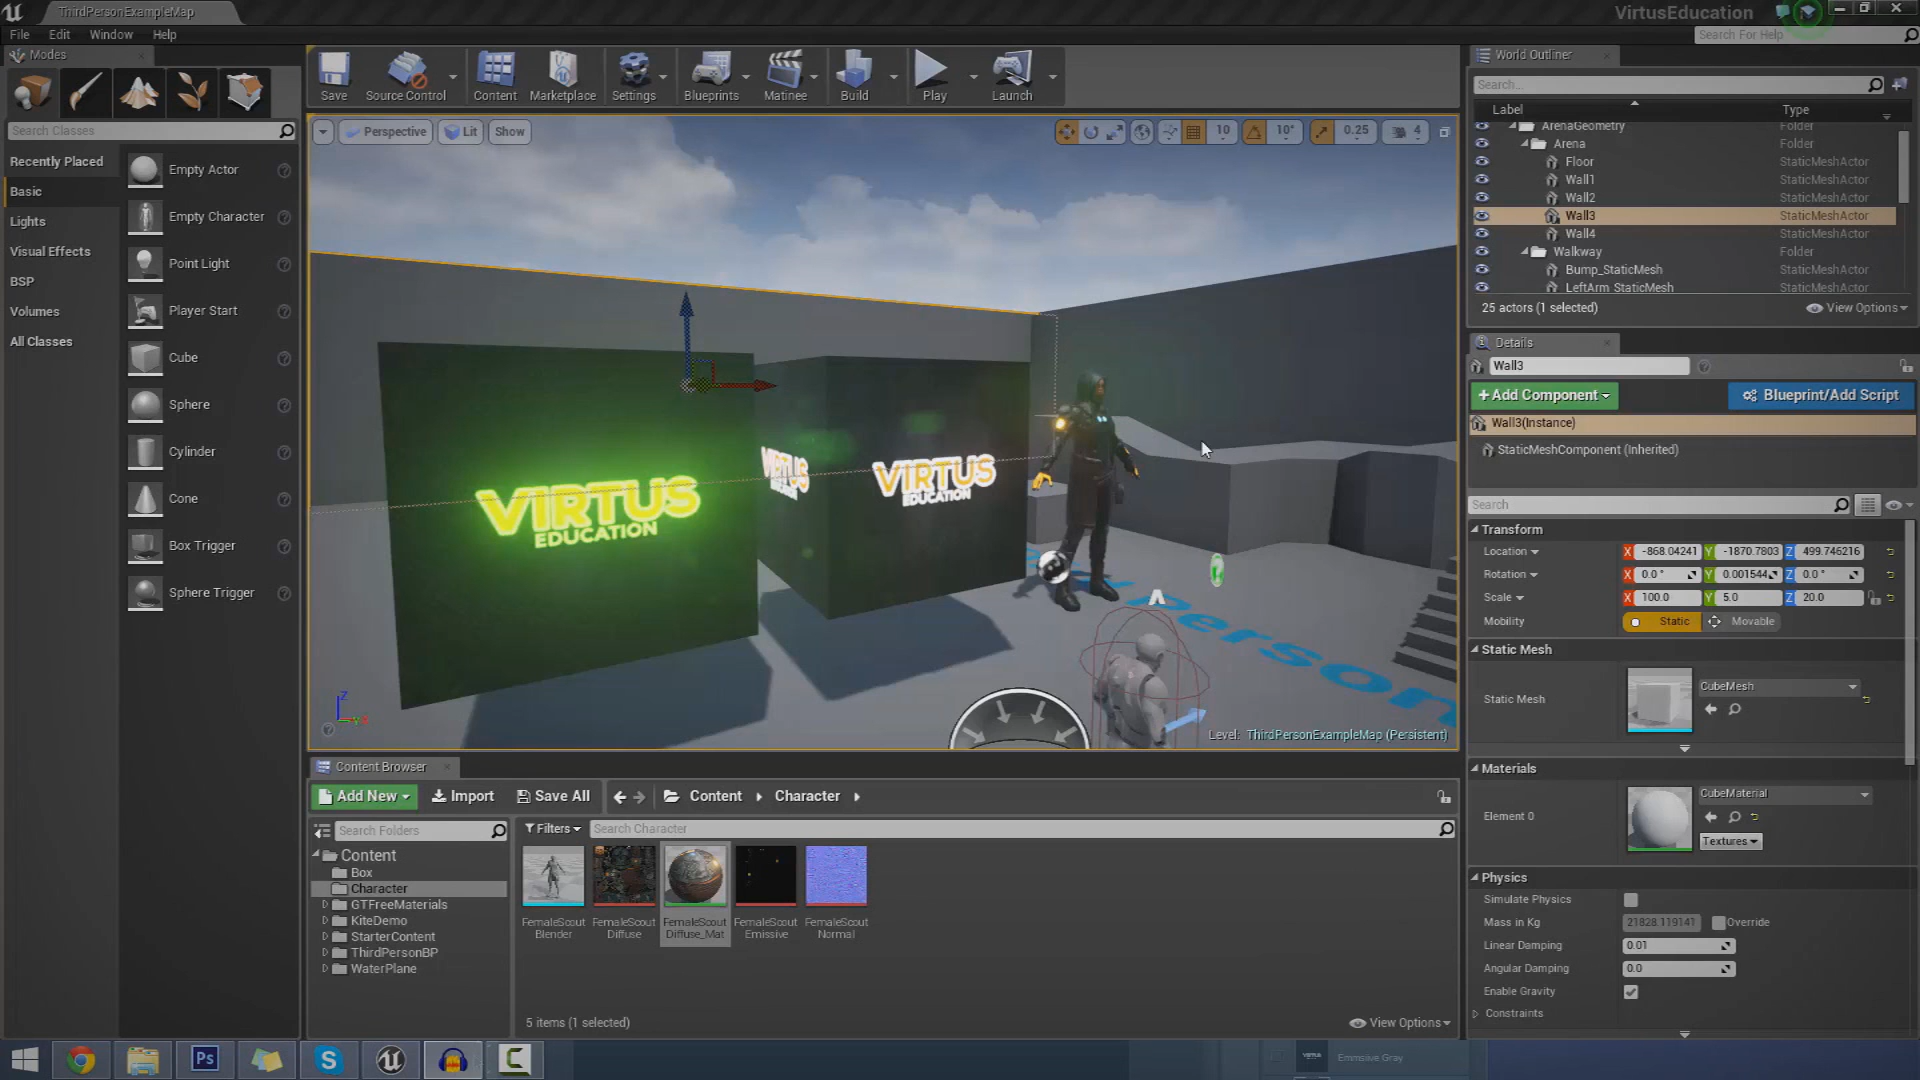 ThirdPersonExampleMap
VirtusEducation
File Edit Window Help
Search For Help
Modes
Save
Source Control
Content
Marketplace
Settings
Blueprints
Matinee
Build
Play
Launch
Search Classes
Recently Placed
Basic
Lights
Visual Effects
BSP
Volumes
All Classes
Empty Actor
Empty Character
Point Light
Player Start
Cube
Sphere
Cylinder
Cone
Box Trigger
Sphere Trigger
Perspective
Lit
Show
10
10°
0.25
4
VIRTUS
EDUCATION
VIRTUS
VIRTUS
EDUCATION
Person
Level: ThirdPersonExampleMap (Persistent)
World Outliner
Search...
Label Type
ArenaGeometry Folder
Arena Folder
Floor StaticMeshActor
Wall1 StaticMeshActor
Wall2 StaticMeshActor
Wall3 StaticMeshActor
Wall4 StaticMeshActor
Walkway Folder
Bump_StaticMesh StaticMeshActor
LeftArm_StaticMesh StaticMeshActor
25 actors (1 selected)
View Options
Details
Wall3
+Add Component
Blueprint/Add Script
Wall3(Instance)
StaticMeshComponent (Inherited)
Search
Transform
Location X -868.04241 Y -1870.7803 Z 499.746216
Rotation X 0.0 ° Y 0.001544 Z 0.0 °
Scale X 100.0 Y 5.0 Z 20.0
Mobility Static Movable
Static Mesh
Static Mesh
CubeMesh
Materials
Element 0
CubeMaterial
Textures
Physics
Simulate Physics
Mass in Kg 21828.119141 Override
Linear Damping 0.01
Angular Damping 0.0
Enable Gravity
Constraints
Content Browser
Add New Import Save All Content Character
Search Folders
Filters
Search Character
Content
Box
Character
GTFreeMaterials
KiteDemo
StarterContent
ThirdPersonBP
WaterPlane
FemaleScout
Blender
FemaleScout
Diffuse
FemaleScout
Diffuse_Mat
FemaleScout
Emissive
FemaleScout
Normal
5 items (1 selected)
View Options
Ps
Emmsiive Gray